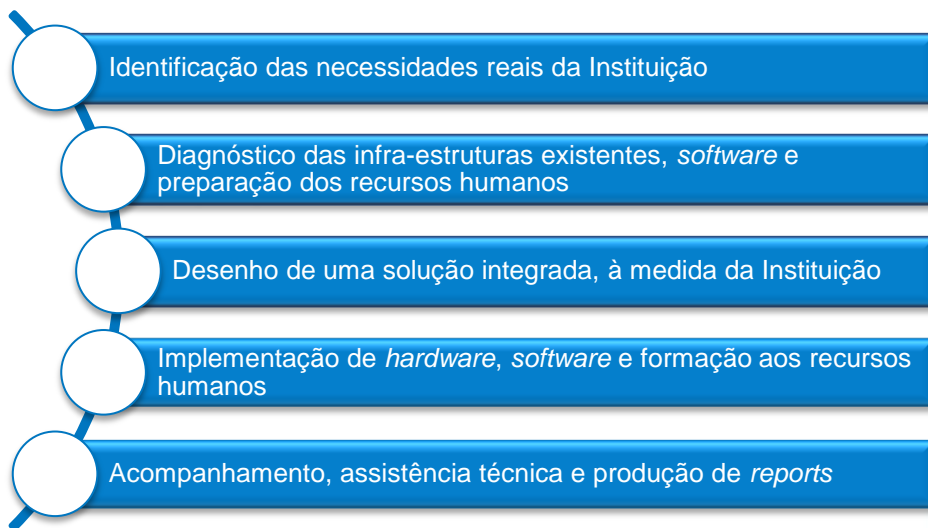 Identificação das necessidades reais da Instituição
Diagnóstico das infra-estruturas existentes, software e
preparação dos recursos humanos
Desenho de uma solução integrada, à medida da Instituição
Implementação de hardware, software e formação aos recursos
humanos
Acompanhamento, assistência técnica e produção de reports